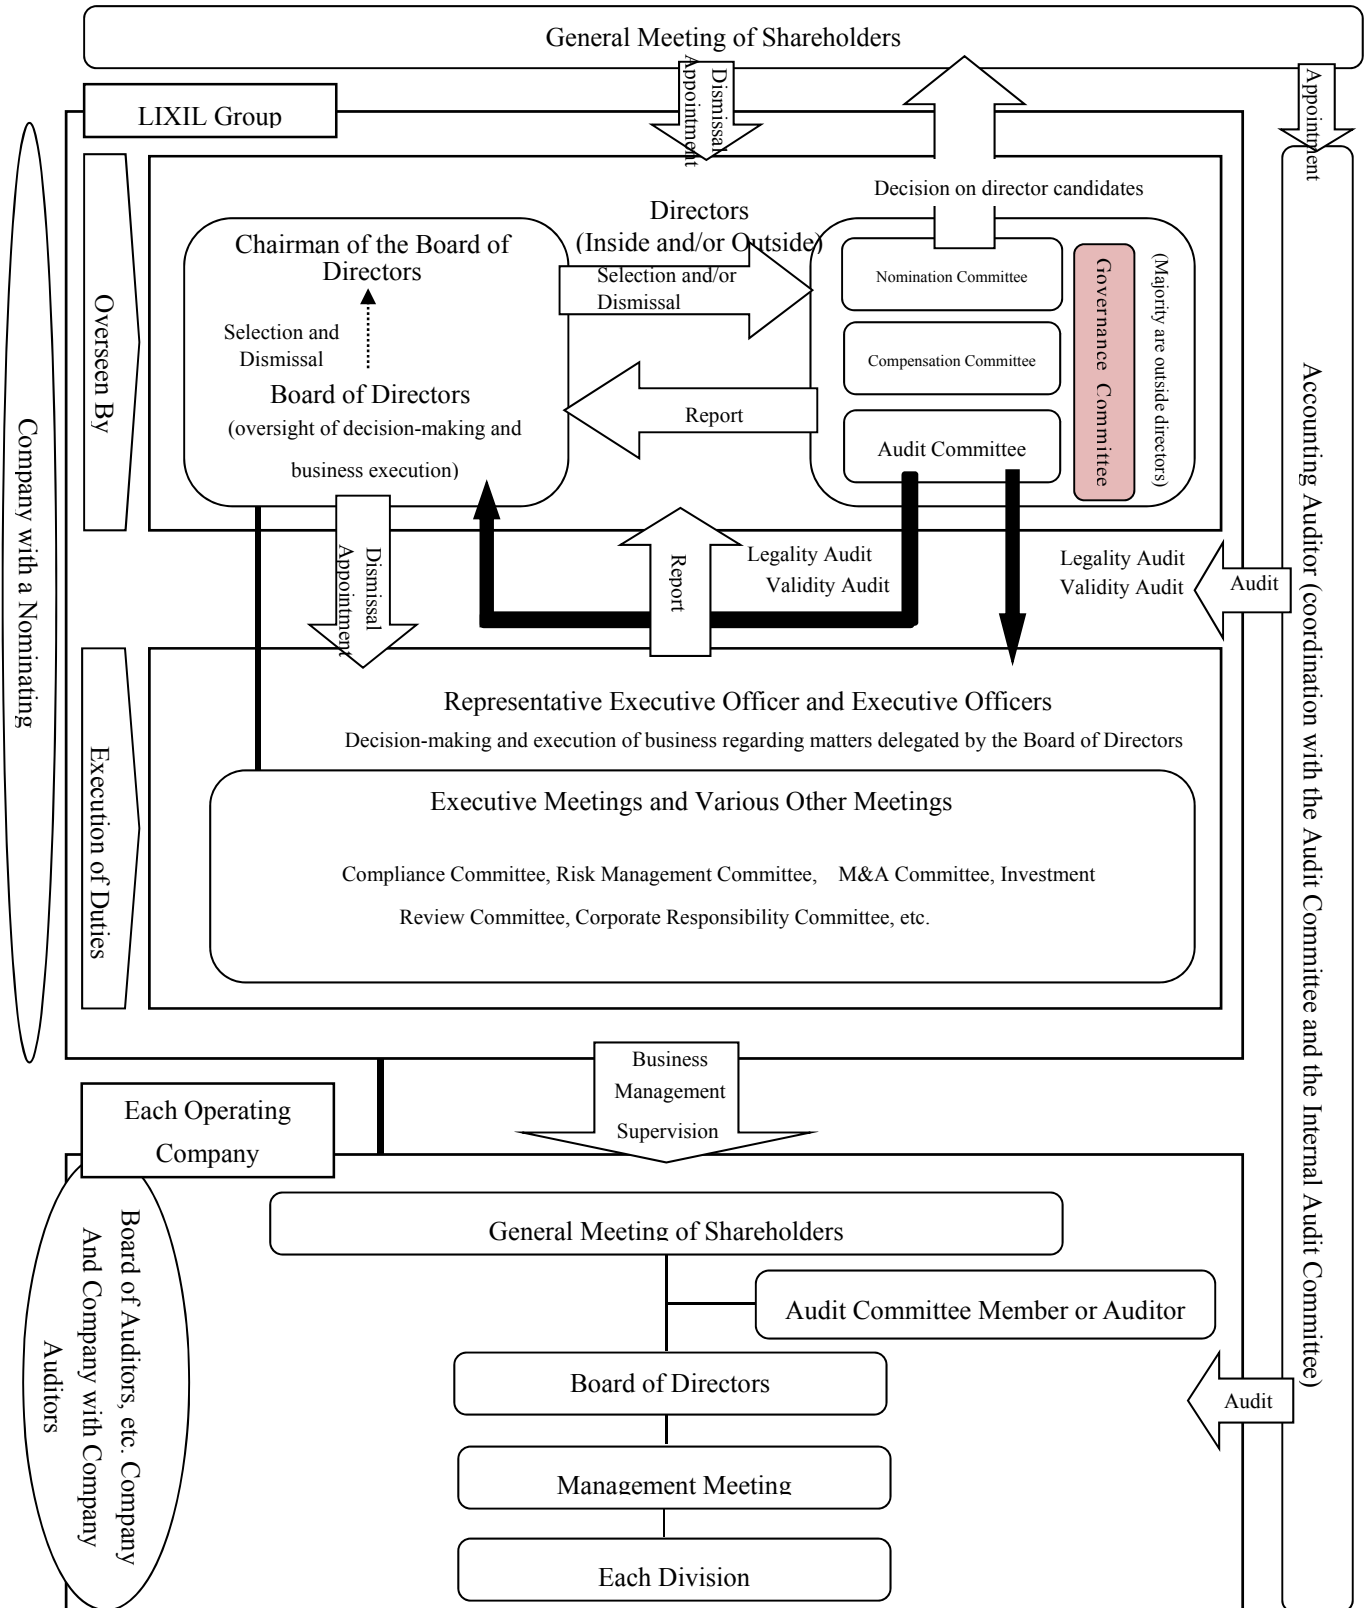 General Meeting of Shareholders
Dismissal
Appointment
Appointment
LIXIL Group
Company with a Nominating
Overseen By
Decision on director candidates
Directors
(Inside and/or Outside)
Chairman of the Board of
Directors
Selection and
Dismissal
Board of Directors
(oversight of decision-making and
business execution)
Selection and/or
Dismissal
Report
Nomination Committee
Compensation Committee
Audit Committee
Governance Committee
(Majority are outside directors)
Dismissal
Appointment
Report
Legality Audit
Validity Audit
Legality Audit
Validity Audit
Audit
Accounting Auditor (coordination with the Audit Committee and the Internal Audit Committee)
Execution of Duties
Representative Executive Officer and Executive Officers
Decision-making and execution of business regarding matters delegated by the Board of Directors
Executive Meetings and Various Other Meetings
Compliance Committee, Risk Management Committee, M&A Committee, Investment
Review Committee, Corporate Responsibility Committee, etc.
Business
Management
Supervision
Each Operating
Company
Board of Auditors, etc. Company
And Company with Company
Auditors
General Meeting of Shareholders
Audit Committee Member or Auditor
Board of Directors
Audit
Management Meeting
Each Division